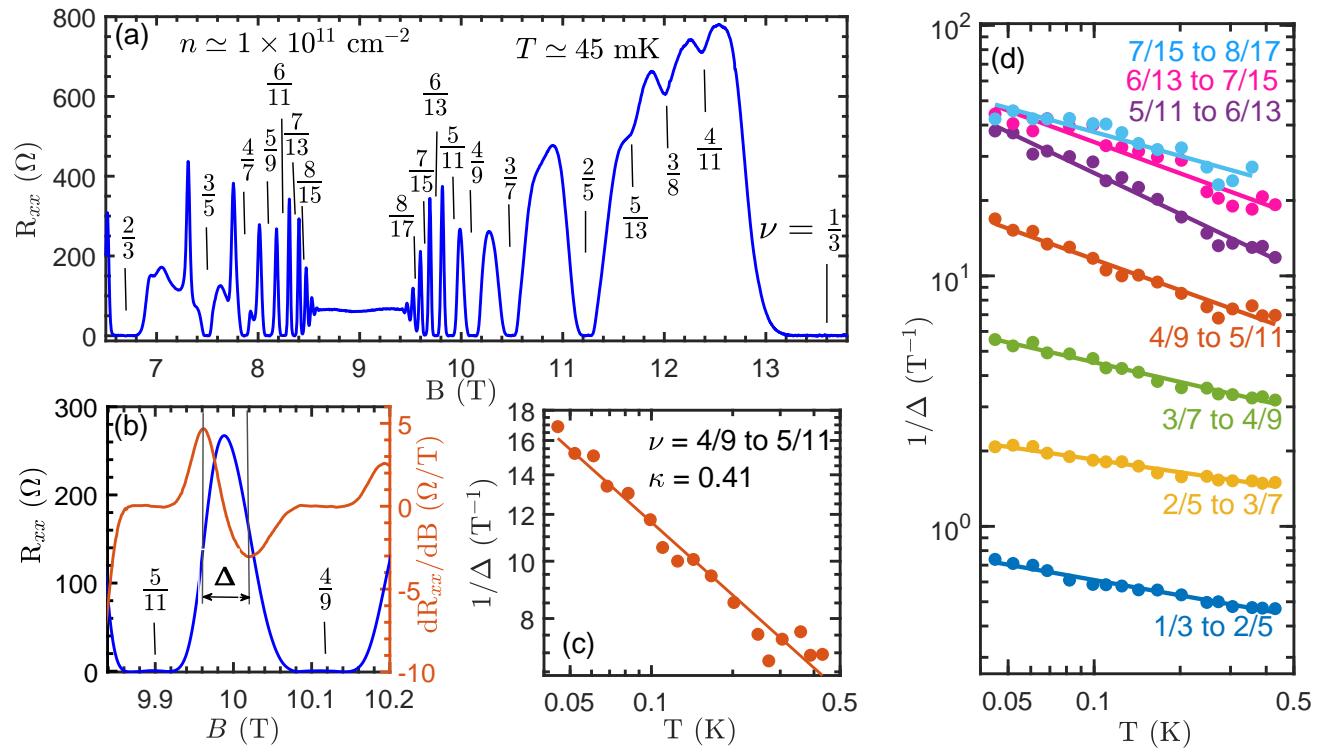 (a)
n ≃ 1 × 10¹¹ cm⁻²
T ≃ 45 mK
R_xx (Ω)
800
600
400
200
0
2/3
3/5
4/7
5/9
6/11
7/13
8/15
8/17
7/15
6/13
5/11
4/9
3/7
2/5
5/13
3/8
4/11
ν = 1/3
7
8
9
10
11
12
13
B (T)
(b)
R_xx (Ω)
300
200
100
0
5/11
Δ
4/9
5
0
-5
-10
dR_xx/dB (Ω/T)
9.9
10
10.1
10.2
B (T)
(c)
1/Δ (T⁻¹)
18
16
14
12
10
8
ν = 4/9 to 5/11
κ = 0.41
0.05
0.1
0.5
T (K)
(d)
1/Δ (T⁻¹)
10²
10¹
10⁰
7/15 to 8/17
6/13 to 7/15
5/11 to 6/13
4/9 to 5/11
3/7 to 4/9
2/5 to 3/7
1/3 to 2/5
0.05
0.1
0.5
T (K)